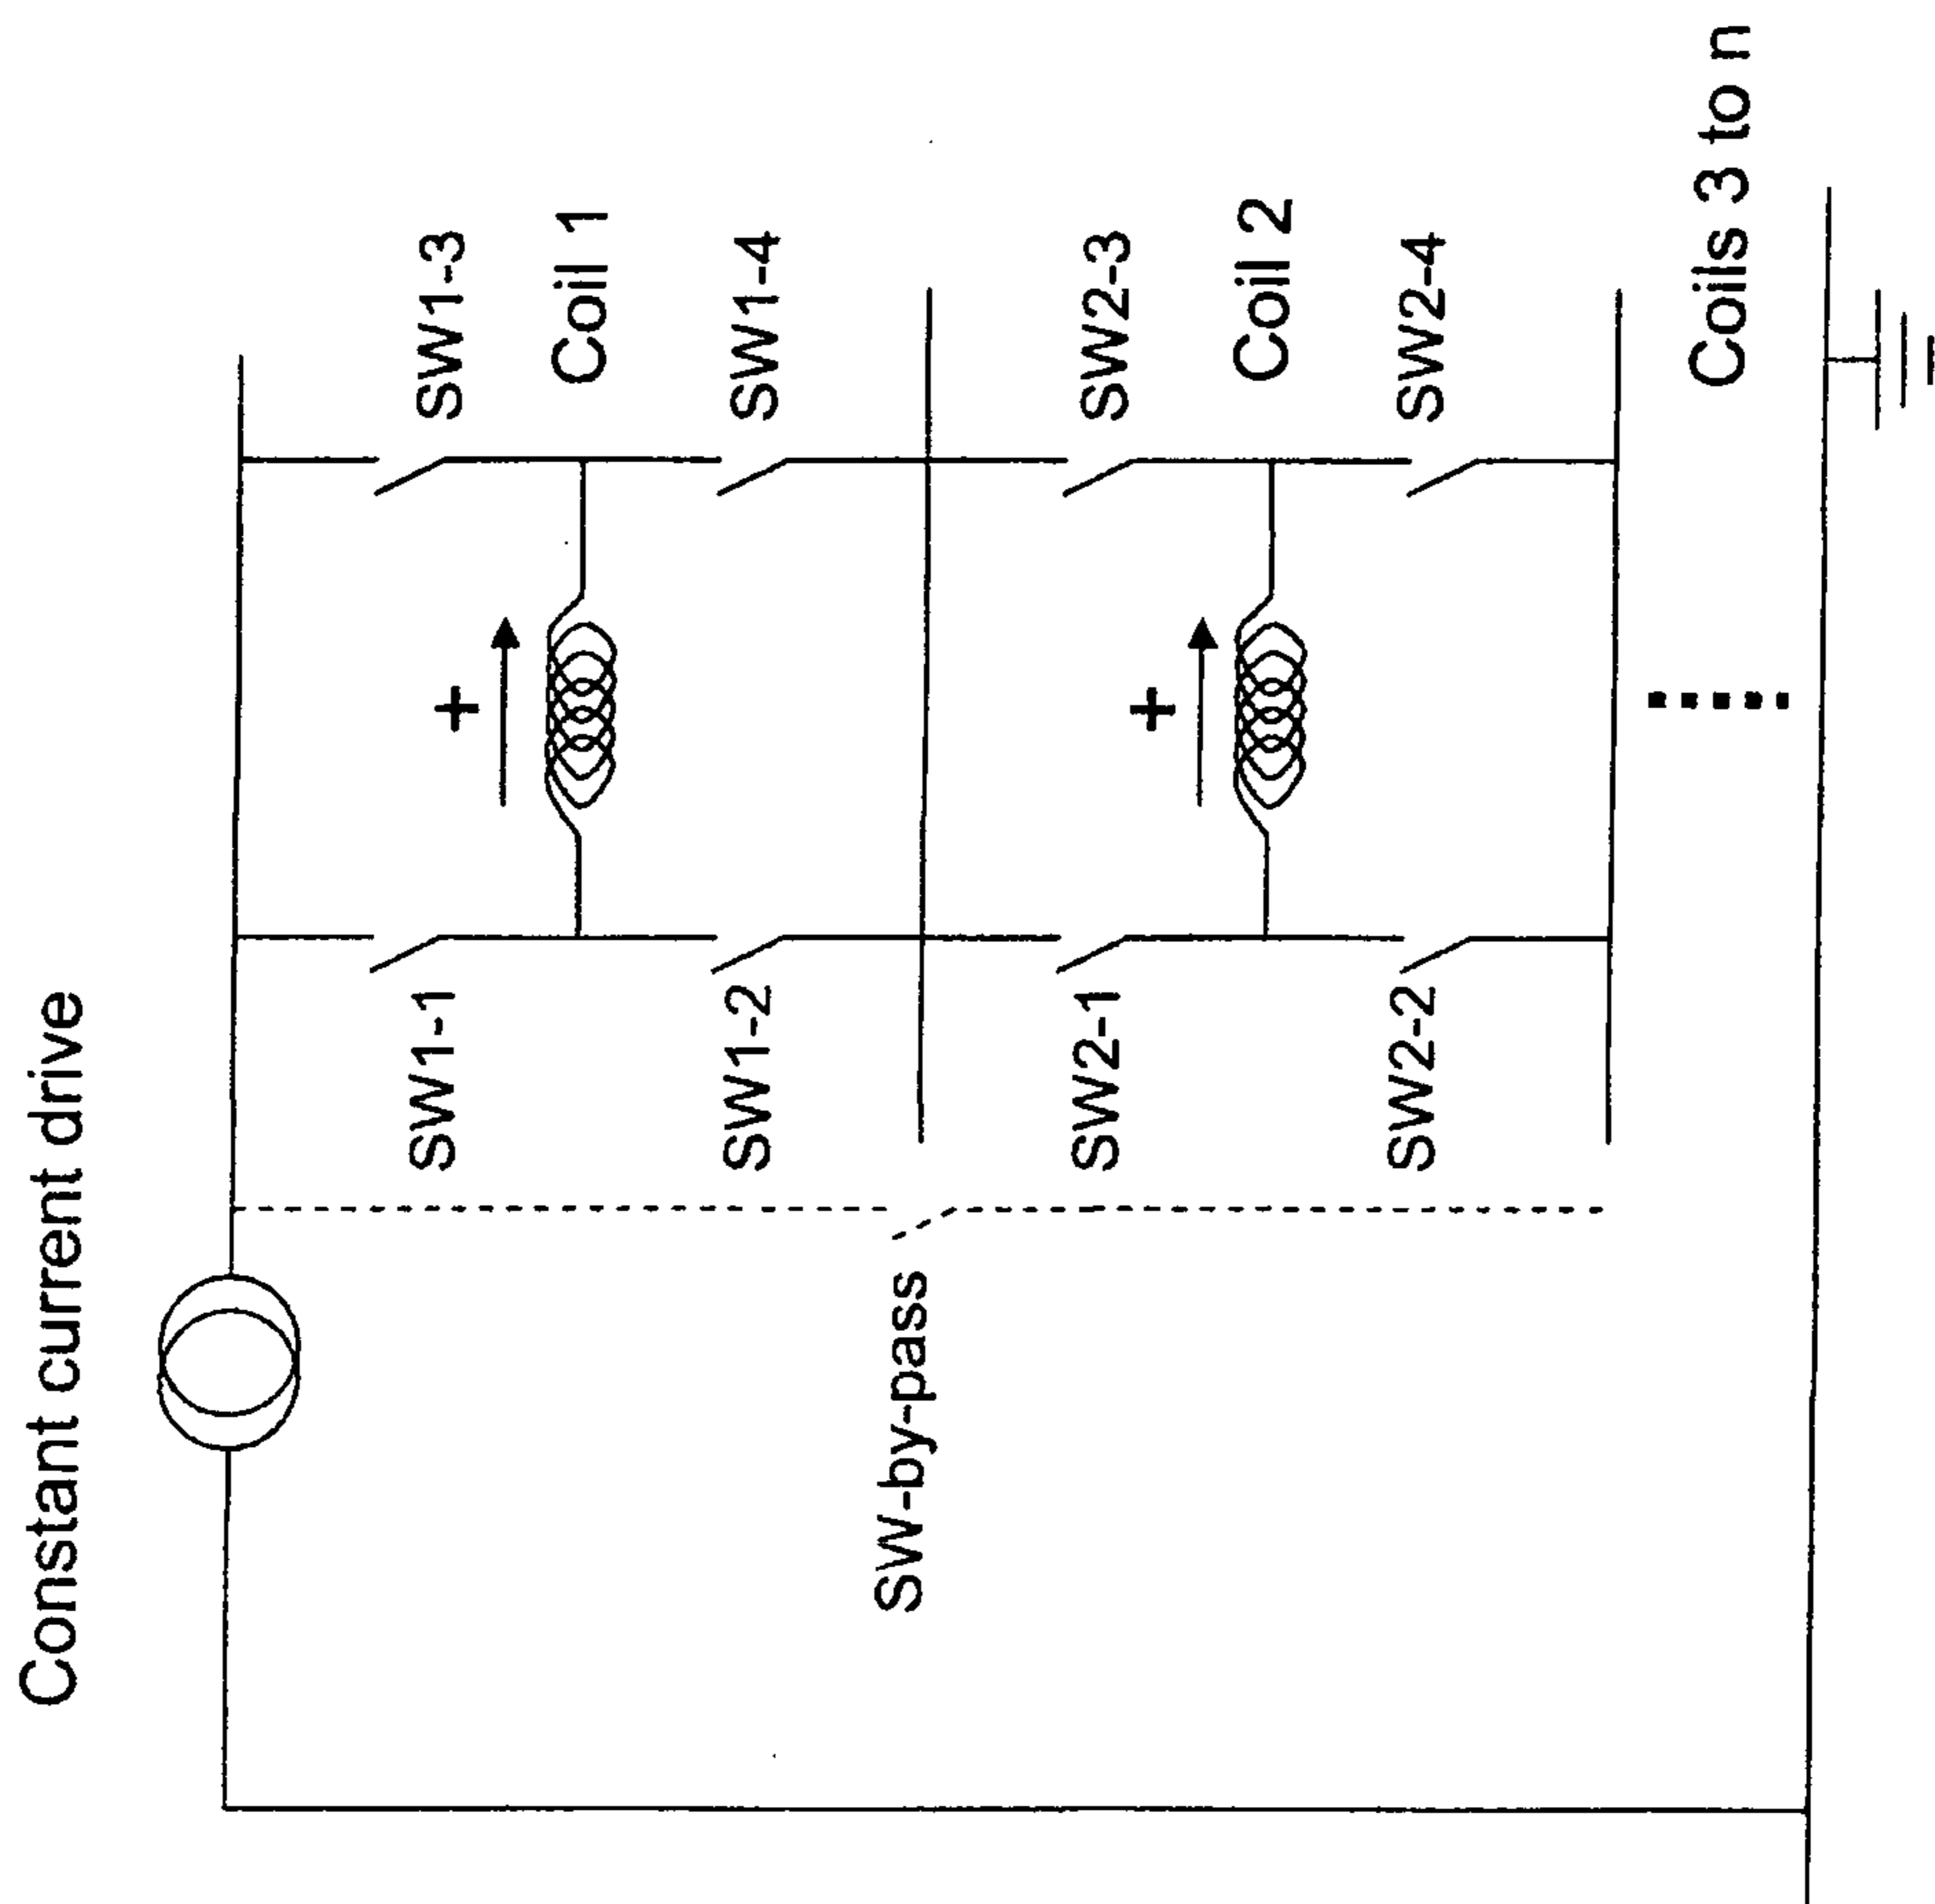 Constant current drive
SW1-1
SW1-3
Coil 1
SW1-2
SW1-4
SW-by-pass
SW2-1
SW2-3
+
+
Coil 2
SW2-2
SW2-4
Coils 3 to n